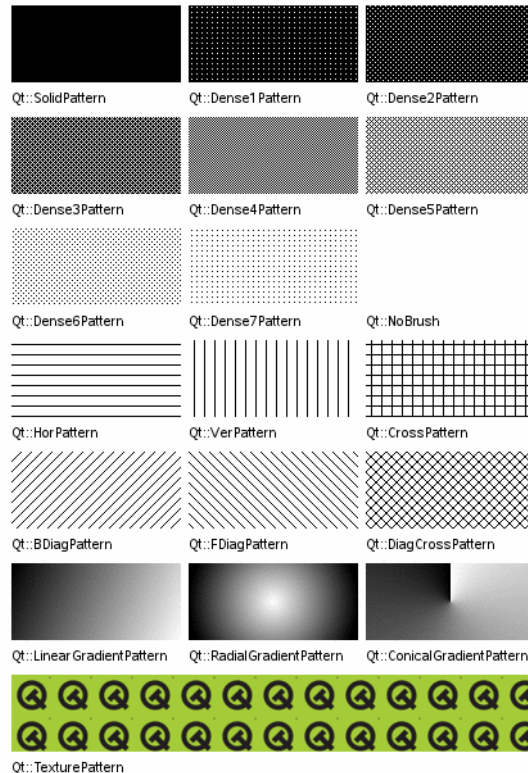 Qt::SolidPattern Qt::Dense1Pattern Qt::Dense2Pattern
Qt::Dense3Pattern Qt::Dense4Pattern Qt::Dense5Pattern
Qt::Dense6Pattern Qt::Dense7Pattern Qt::NoBrush
Qt::HorPattern Qt::VerPattern Qt::CrossPattern
Qt::BDiagPattern Qt::FDiagPattern Qt::DiagCrossPattern
Qt::LinearGradientPattern Qt::RadialGradientPattern Qt::ConicalGradientPattern
Qt::TexturePattern